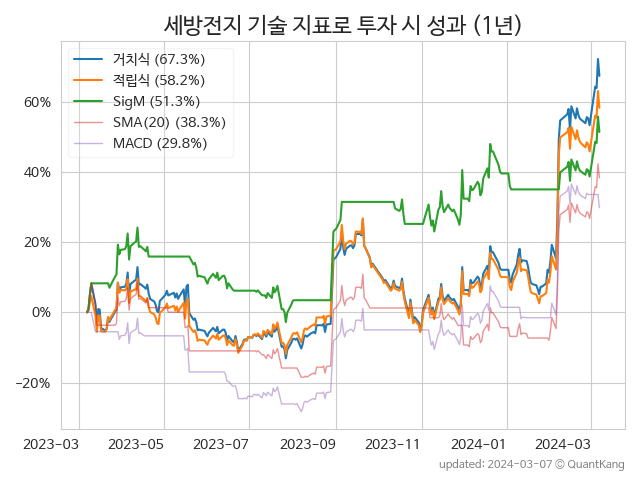 세방전지 기술 지표로 투자 시 성과 (1년)
거치식 (67.3%)
적립식 (58.2%)
SigM (51.3%)
SMA(20) (38.3%)
MACD (29.8%)
60%
40%
20%
0%
−20%
2023-03 2023-05 2023-07 2023-09 2023-11 2024-01 2024-03
updated: 2024-03-07 © QuantKang